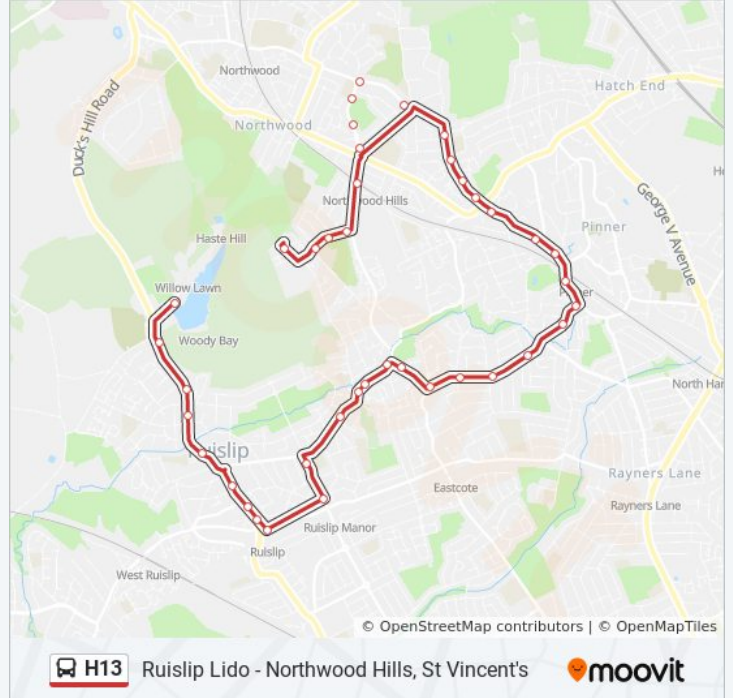 Northwood
Hatch End
Duck's Hill Road
Northwood
Northwood Hills
George V Avenue
Pinner
Haste Hill
Willow Lawn
Pinner
Woody Bay
North Har
Ruislip
Rayners Lane
Eastcote
Rayners Lane
Ruislip Manor
Ruislip
West Ruislip
© OpenStreetMap contributors | © OpenMapTiles
H13 Ruislip Lido - Northwood Hills, St Vincent's moovit